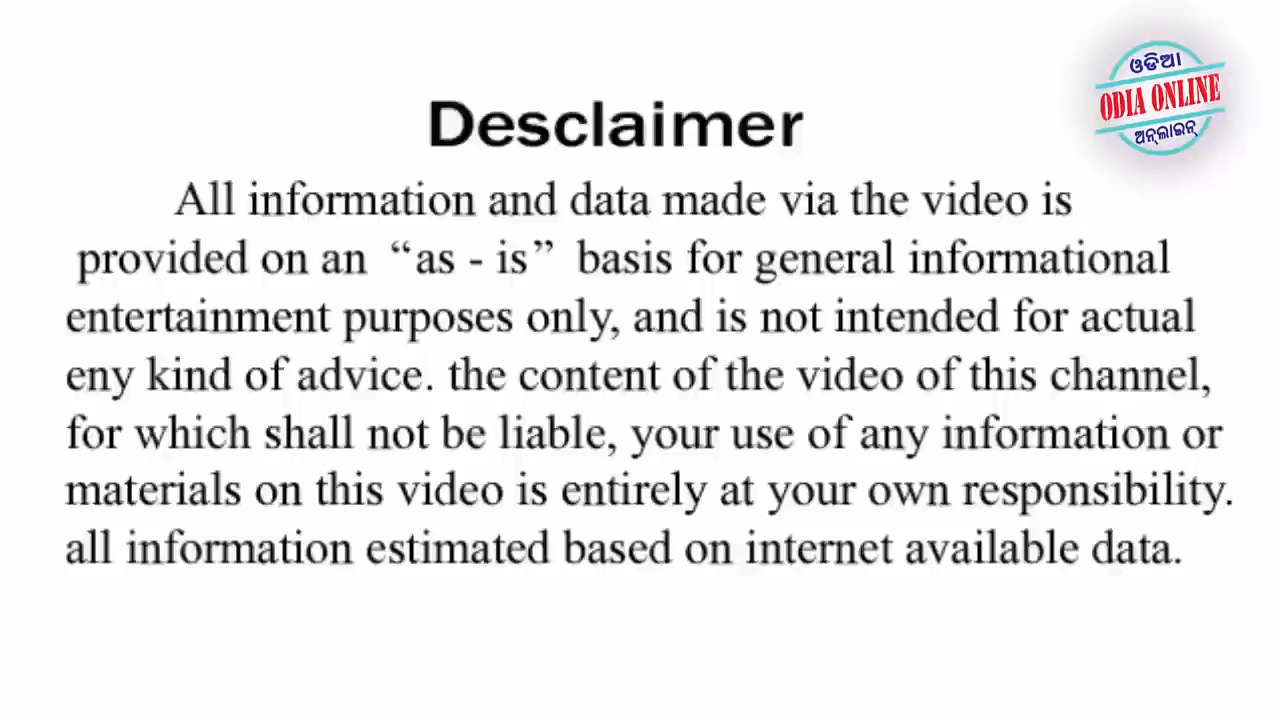 ଓଡିଆ
ODIA ONLINE
ଅନ୍‌ଲାଇନ୍
Desclaimer
All information and data made via the video is
provided on an “as - is” basis for general informational
entertainment purposes only, and is not intended for actual
eny kind of advice. the content of the video of this channel,
for which shall not be liable, your use of any information or
materials on this video is entirely at your own responsibility.
all information estimated based on internet available data.